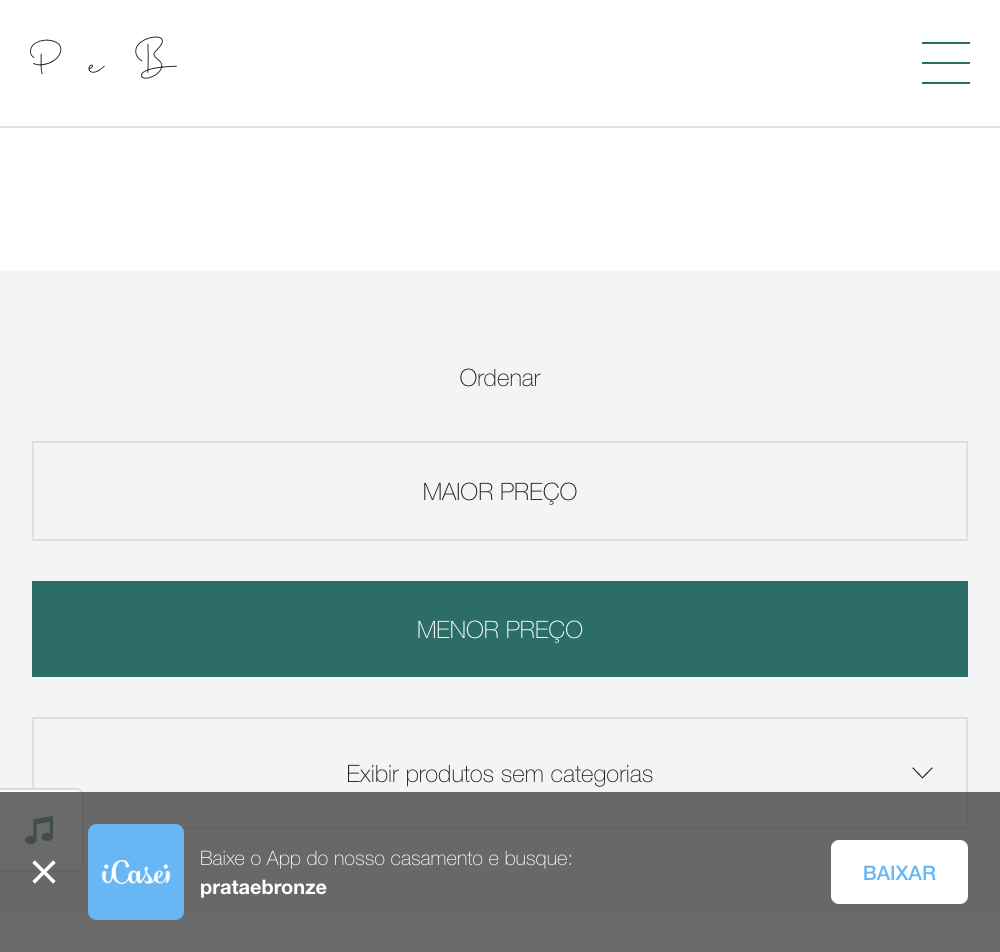 P e B
Ordenar
MAIOR PREÇO
MENOR PREÇO
Exibir produtos sem categorias
iCasei
Baixe o App do nosso casamento e busque:
prataebronze
BAIXAR